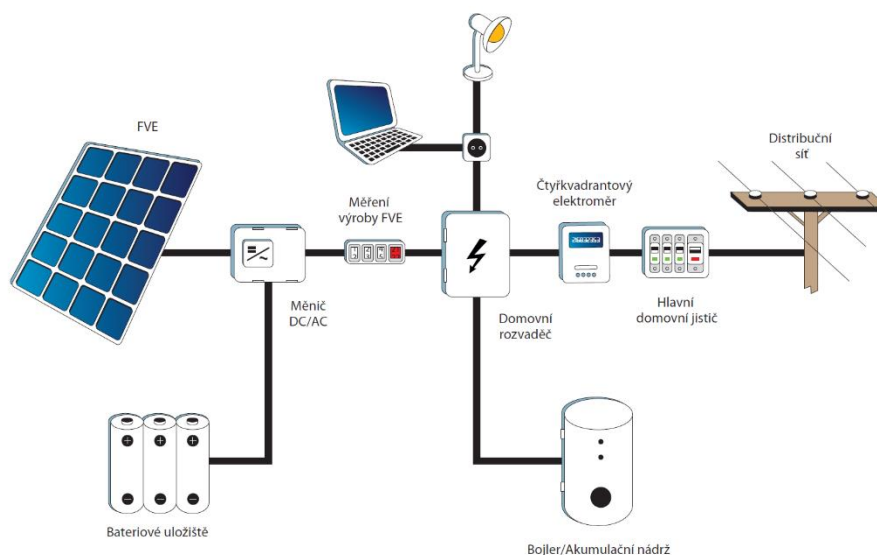 FVE
Distribuční
síť
Čtyřkvadrantový
elektroměr
Měření
výroby FVE
Měnič
DC/AC
Domovní
rozvaděč
Hlavní
domovní jistič
Bateriové uložiště
Bojler/Akumulační nádrž